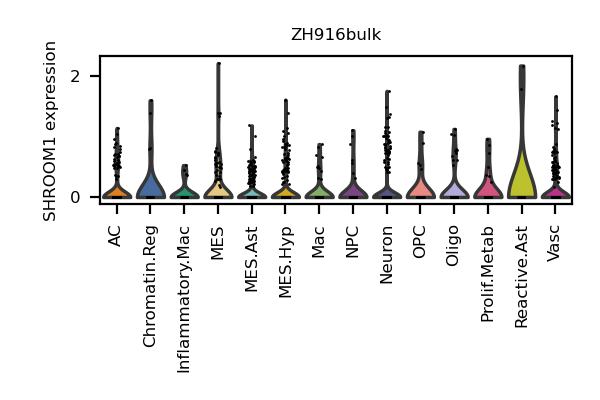 ZH916bulk
SHROOM1 expression
2
0
AC
Chromatin.Reg
Inflammatory.Mac
MES
MES.Ast
MES.Hyp
Mac
NPC
Neuron
OPC
Oligo
Prolif.Metab
Reactive.Ast
Vasc